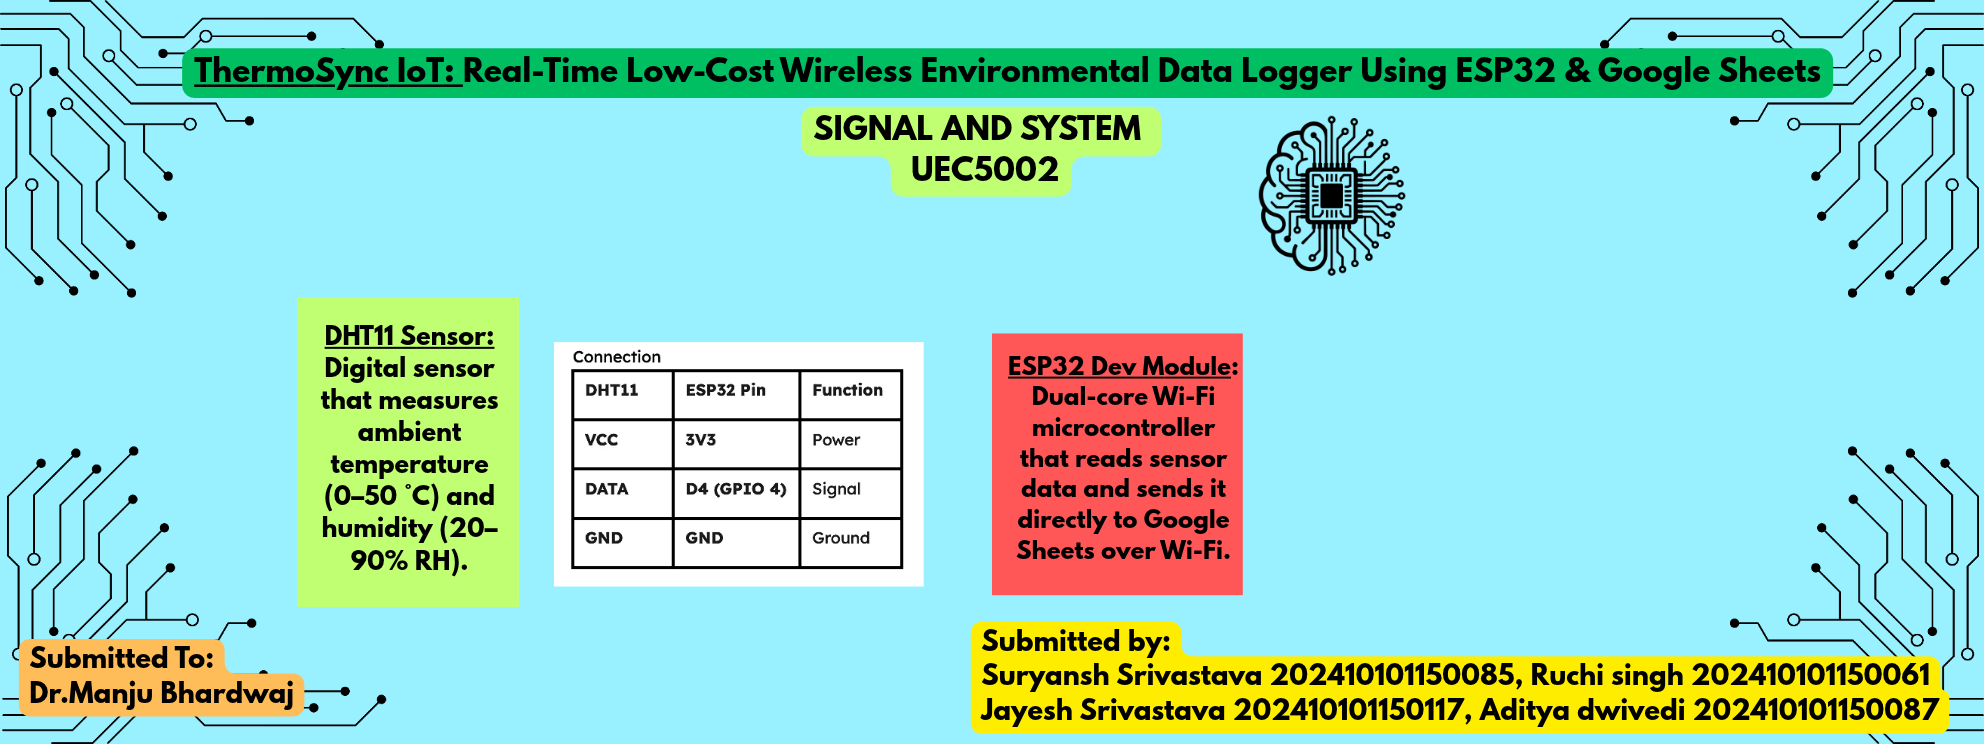 ThermoSync IoT: Real-Time Low-Cost Wireless Environmental Data Logger Using ESP32 & Google Sheets
SIGNAL AND SYSTEM
UEC5002
DHT11 Sensor:
Digital sensor
that measures
ambient
temperature
(0–50 °C) and
humidity (20–
90% RH).
Connection
DHT11 ESP32 Pin Function
VCC 3V3 Power
DATA D4 (GPIO 4) Signal
GND GND Ground
ESP32 Dev Module:
Dual-core Wi-Fi
microcontroller
that reads sensor
data and sends it
directly to Google
Sheets over Wi-Fi.
Submitted To:
Dr.Manju Bhardwaj
Submitted by:
Suryansh Srivastava 202410101150085, Ruchi singh 202410101150061
Jayesh Srivastava 202410101150117, Aditya dwivedi 202410101150087